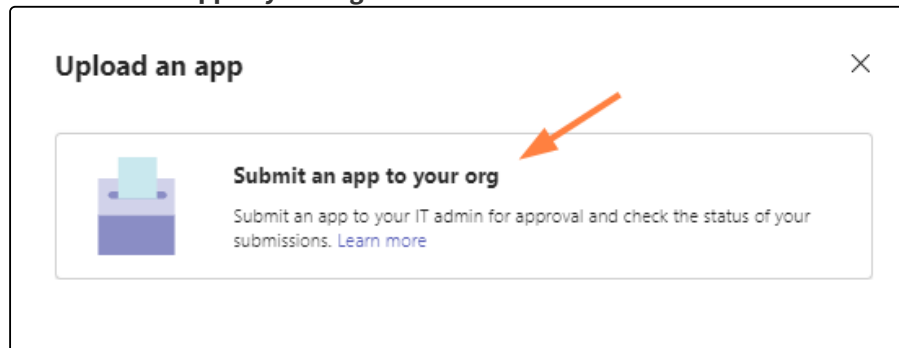 Upload an app
Submit an app to your org
Submit an app to your IT admin for approval and check the status of your
submissions. Learn more